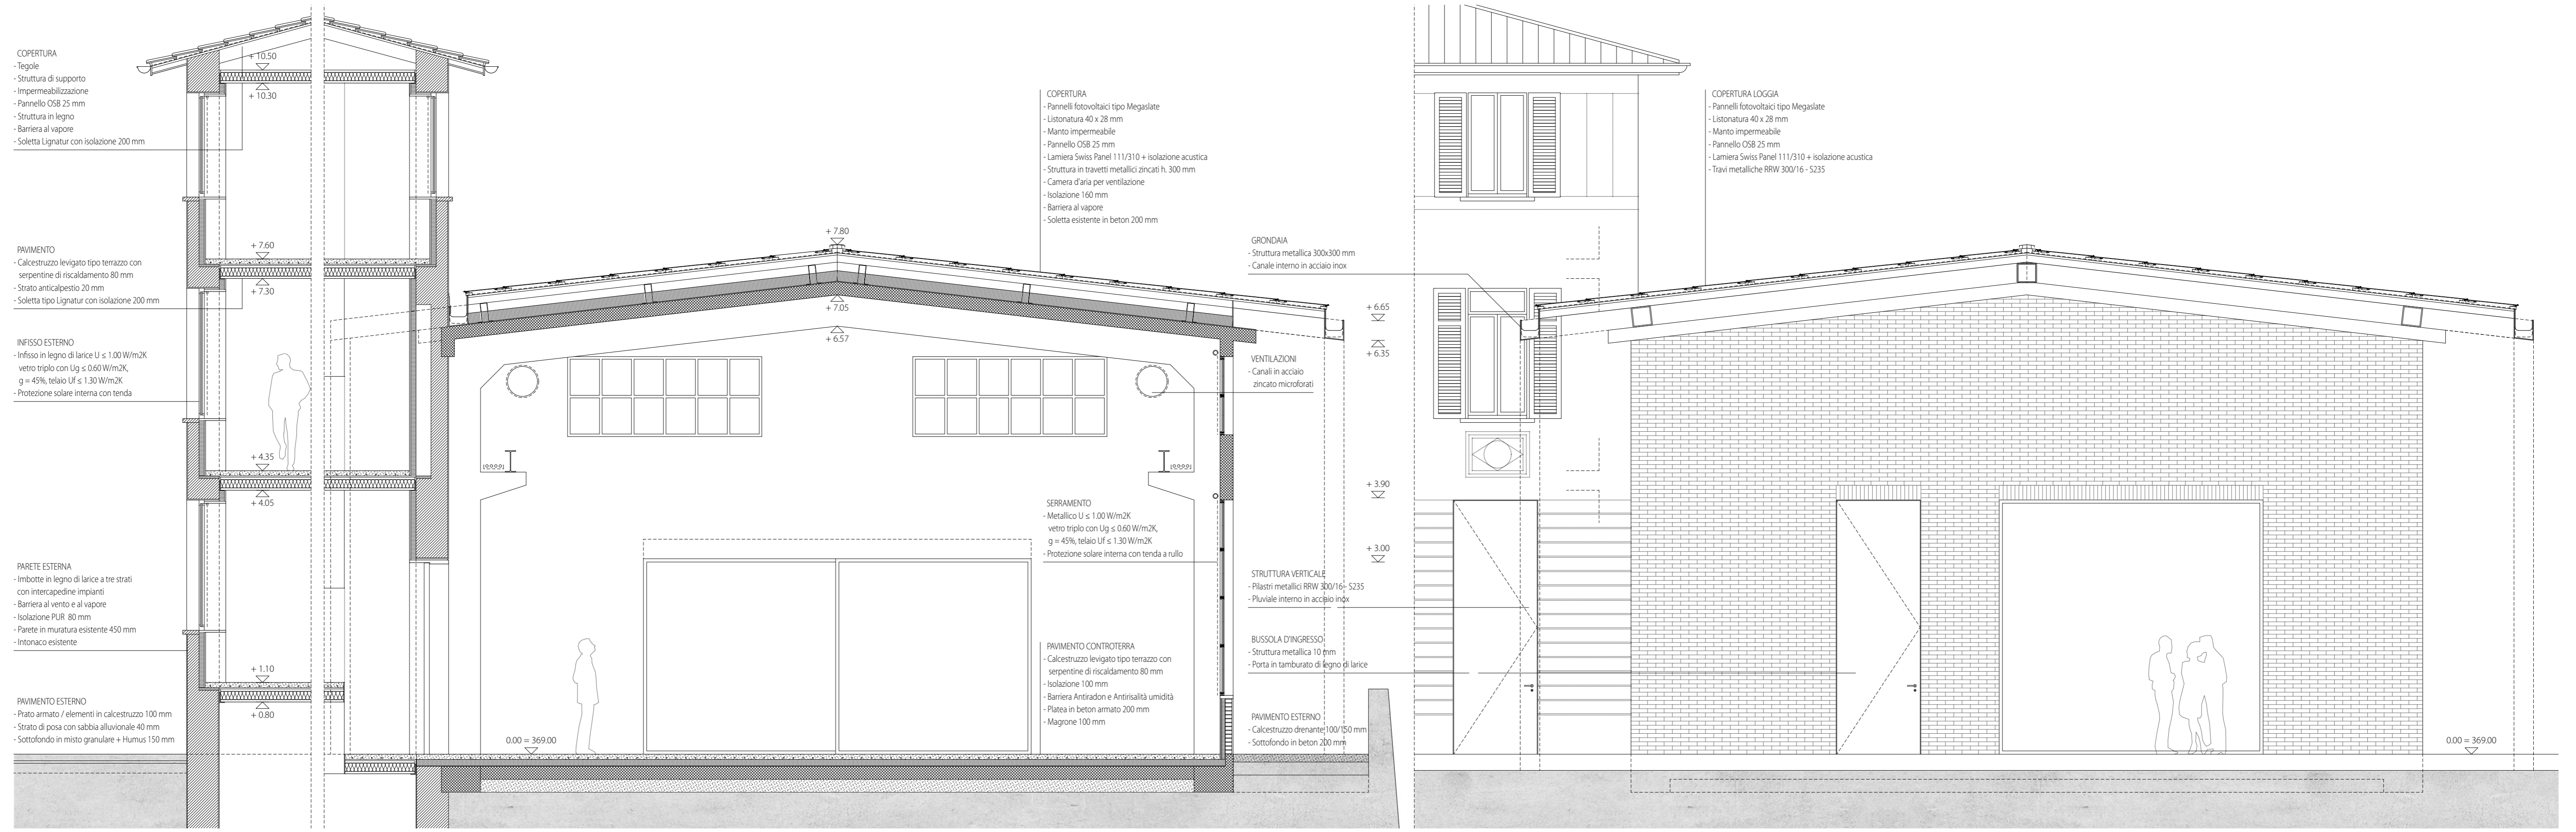 COPERTURA
- Tegole
- Struttura di supporto
- Impermeabilizzazione
- Pannello OSB 25 mm
- Struttura in legno
- Barriera al vapore
- Soletta Lignatur con isolazione 200 mm
PAVIMENTO
- Calcestruzzo levigato tipo terrazzo con
serpentine di riscaldamento 80 mm
- Strato anticalpestio 20 mm
- Soletta tipo Lignatur con isolazione 200 mm
INFISSO ESTERNO
- Infisso in legno di larice U ≤ 1.00 W/m2K
vetro triplo con Ug ≤ 0.60 W/m2K,
g = 45%, telaio Uf ≤ 1.30 W/m2K
- Protezione solare interna con tenda
PARETE ESTERNA
- Imbotte in legno di larice a tre strati
con intercapedine impianti
- Barriera al vento e al vapore
- Isolazione PUR 80 mm
- Parete in muratura esistente 450 mm
- Intonaco esistente
PAVIMENTO ESTERNO
- Prato armato / elementi in calcestruzzo 100 mm
- Strato di posa con sabbia alluvionale 40 mm
- Sottofondo in misto granulare + Humus 150 mm
+ 10.50
+ 10.30
+ 7.60
+ 7.30
+ 4.35
+ 4.05
+ 1.10
+ 0.80
+ 7.80
+ 7.05
+ 6.57
0.00 = 369.00
COPERTURA
- Pannelli fotovoltaici tipo Megaslate
- Listonatura 40 x 28 mm
- Manto impermeabile
- Pannello OSB 25 mm
- Lamiera Swiss Panel 111/310 + isolazione acustica
- Struttura in travetti metallici zincati h. 300 mm
- Camera d'aria per ventilazione
- Isolazione 160 mm
- Barriera al vapore
- Soletta esistente in beton 200 mm
SERRAMENTO
- Metallico U ≤ 1.00 W/m2K
vetro triplo con Ug ≤ 0.60 W/m2K,
g = 45%, telaio Uf ≤ 1.30 W/m2K
- Protezione solare interna con tenda a rullo
PAVIMENTO CONTROTERRA
- Calcestruzzo levigato tipo terrazzo con
serpentine di riscaldamento 80 mm
- Isolazione 100 mm
- Barriera Antiradon e Antirisalità umidità
- Platea in beton armato 200 mm
- Magrone 100 mm
GRONDAIA
- Struttura metallica 300x300 mm
- Canale interno in acciaio inox
VENTILAZIONI
- Canali in acciaio
zincato microforati
STRUTTURA VERTICALE
- Pilastri metallici RRW 300/16 - S235
- Pluviale interno in acciaio inox
BUSSOLA D'INGRESSO
- Struttura metallica 10 mm
- Porta in tamburato di legno di larice
PAVIMENTO ESTERNO
- Calcestruzzo drenante 100/150 mm
- Sottofondo in beton 200 mm
+ 6.65
+ 6.35
+ 3.90
+ 3.00
COPERTURA LOGGIA
- Pannelli fotovoltaici tipo Megaslate
- Listonatura 40 x 28 mm
- Manto impermeabile
- Pannello OSB 25 mm
- Lamiera Swiss Panel 111/310 + isolazione acustica
- Travi metalliche RRW 300/16 - S235
0.00 = 369.00